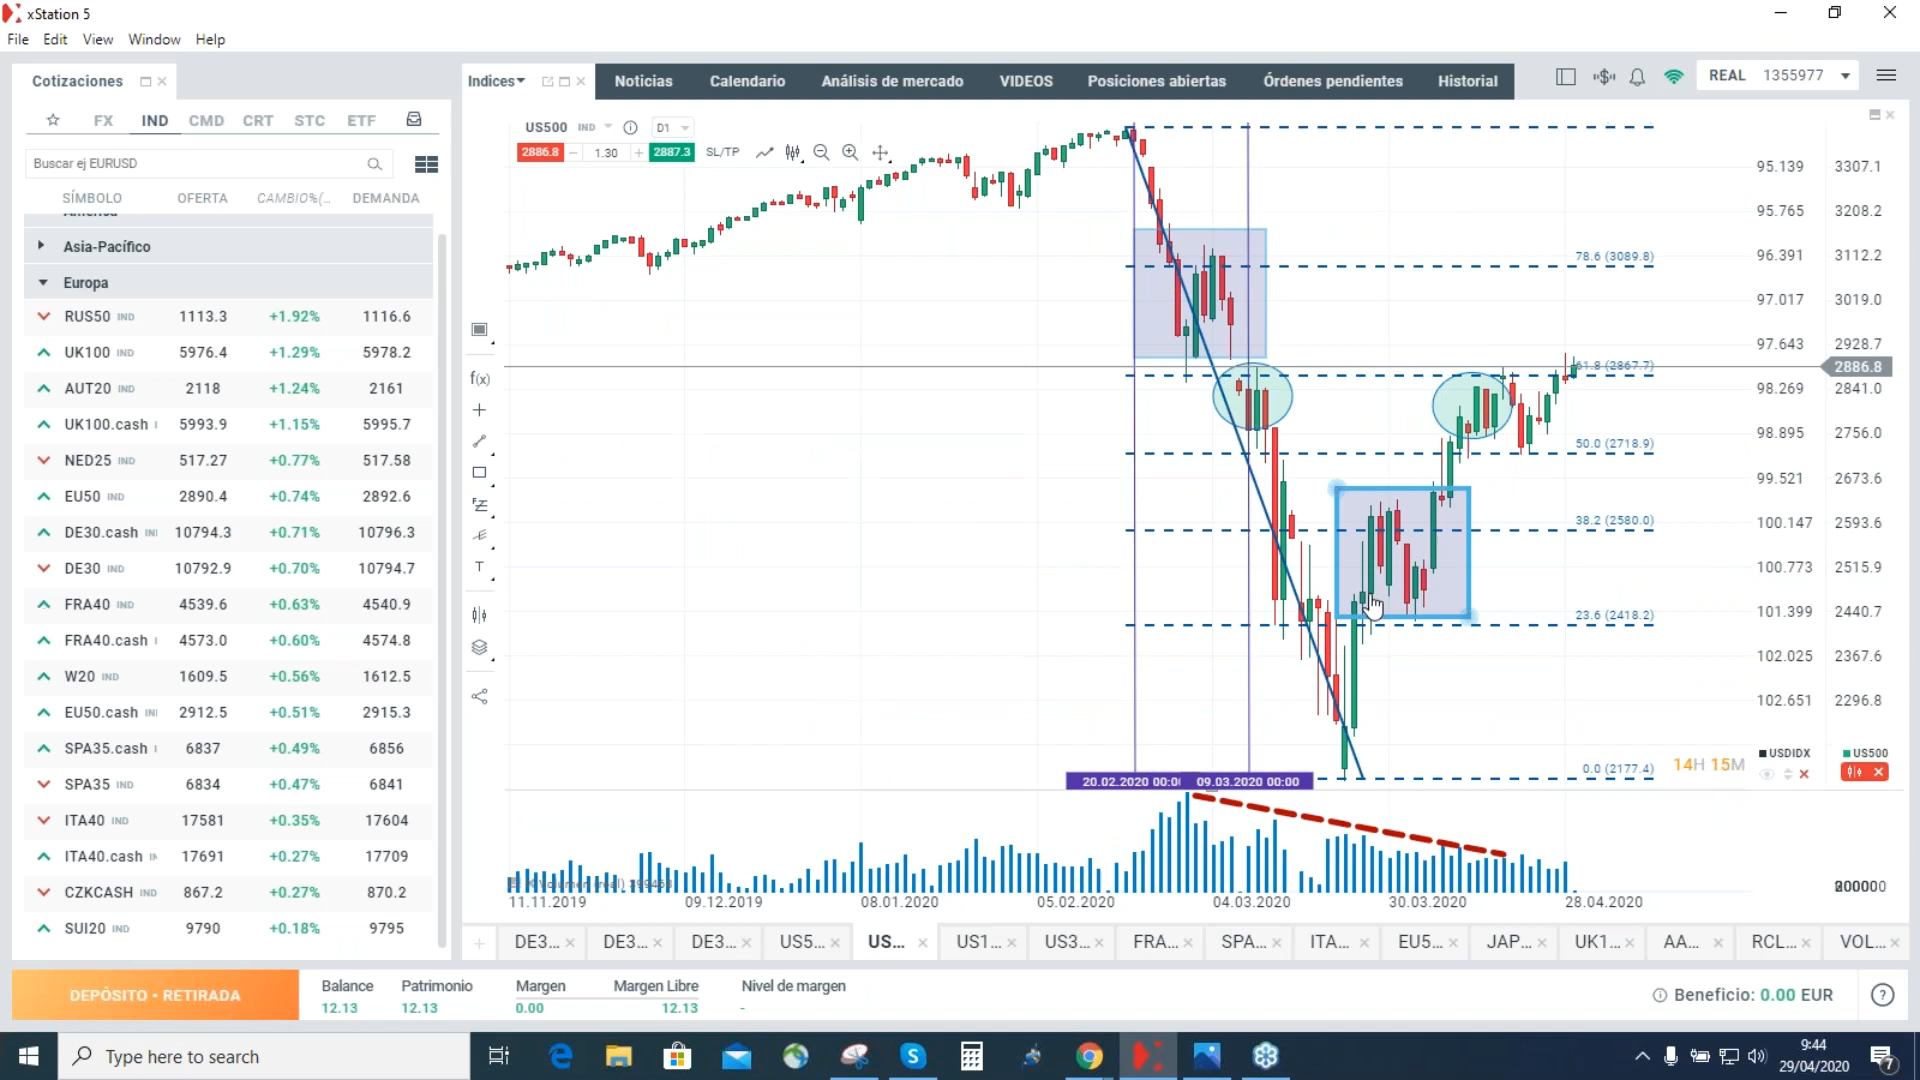 xStation 5
File Edit View Window Help
Cotizaciones
Indices Noticias Calendario Análisis de mercado VIDEOS Posiciones abiertas Órdenes pendientes Historial
REAL 1355977
FX IND CMD CRT STC ETF
Buscar ej EURUSD
SÍMBOLO OFERTA CAMBIO%(... DEMANDA
América
Asia-Pacífico
Europa
RUS50 IND 1113.3 +1.92% 1116.6
UK100 IND 5976.4 +1.29% 5978.2
AUT20 IND 2118 +1.24% 2161
UK100.cash I 5993.9 +1.15% 5995.7
NED25 IND 517.27 +0.77% 517.58
EU50 IND 2890.4 +0.74% 2892.6
DE30.cash INI 10794.3 +0.71% 10796.3
DE30 IND 10792.9 +0.70% 10794.7
FRA40 IND 4539.6 +0.63% 4540.9
FRA40.cash I 4573.0 +0.60% 4574.8
W20 IND 1609.5 +0.56% 1612.5
EU50.cash INI 2912.5 +0.51% 2915.3
SPA35.cash I 6837 +0.49% 6856
SPA35 IND 6834 +0.47% 6841
ITA40 IND 17581 +0.35% 17604
ITA40.cash IN 17691 +0.27% 17709
CZKCASH IND 867.2 +0.27% 870.2
SUI20 IND 9790 +0.18% 9795
US500 IND D1
2886.8 – 1.30 + 2887.3 SL/TP
f(x)
T
95.139 3307.1
95.765 3208.2
78.6 (3089.8) 96.391 3112.2
97.017 3019.0
97.643 2928.7
61.8 (2867.7) 2886.8
98.269 2841.0
98.895 2756.0
50.0 (2718.9)
99.521 2673.6
38.2 (2580.0) 100.147 2593.6
100.773 2515.9
23.6 (2418.2) 101.399 2440.7
102.025 2367.6
102.651 2296.8
USDIDX US500
0.0 (2177.4) 14H 15M
20.02.2020 00:0 09.03.2020 00:00
11.11.2019 09.12.2019 08.01.2020 05.02.2020 04.03.2020 30.03.2020 28.04.2020
DE3... DE3... DE3... US5... US... US1... US3... FRA... SPA... ITA... EU5... JAP... UK1... AA... RCL... VOL...
DEPÓSITO • RETIRADA
Balance Patrimonio Margen Margen Libre Nivel de margen
12.13 12.13 0.00 12.13 -
Beneficio: 0.00 EUR
Type here to search
9:44
29/04/2020
7